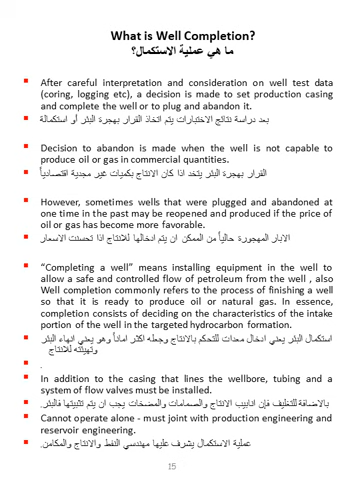 What is Well Completion?
ما هي عملية الاستكمال؟
After careful interpretation and consideration on well test data
(coring, logging etc), a decision is made to set production casing
and complete the well or to plug and abandon it.
بعد دراسة نتائج الاختبارات يتم اتخاذ القرار بهجرة البئر أو استكمالة
Decision to abandon is made when the well is not capable to
produce oil or gas in commercial quantities.
القرار بهجرة البئر يتخد اذا كان الانتاج بكميات غير مجدية اقتصادياً
However, sometimes wells that were plugged and abandoned at
one time in the past may be reopened and produced if the price of
oil or gas has become more favorable.
الابار المهجورة حالياً من الممكن ان يتم ادخالها للانتاج اذا تحسنت الاسعار
“Completing a well” means installing equipment in the well to
allow a safe and controlled flow of petroleum from the well , also
Well completion commonly refers to the process of finishing a well
so that it is ready to produce oil or natural gas. In essence,
completion consists of deciding on the characteristics of the intake
portion of the well in the targeted hydrocarbon formation.
استكمال البئر يعني ادخال معدات للتحكم بالانتاج وجعله اكثر اماناً وهو يعني انهاء البئر
وتهيئته للانتاج
.
In addition to the casing that lines the wellbore, tubing and a
system of flow valves must be installed.
بالاضافة للتغليف فإن انابيب الانتاج والصمامات والمضخات يجب ان يتم تثبيتها فالبئر.
Cannot operate alone - must joint with production engineering and
reservoir engineering.
عملية الاستكمال يشرف عليها مهندسي النفط والانتاج والمكامن.
15